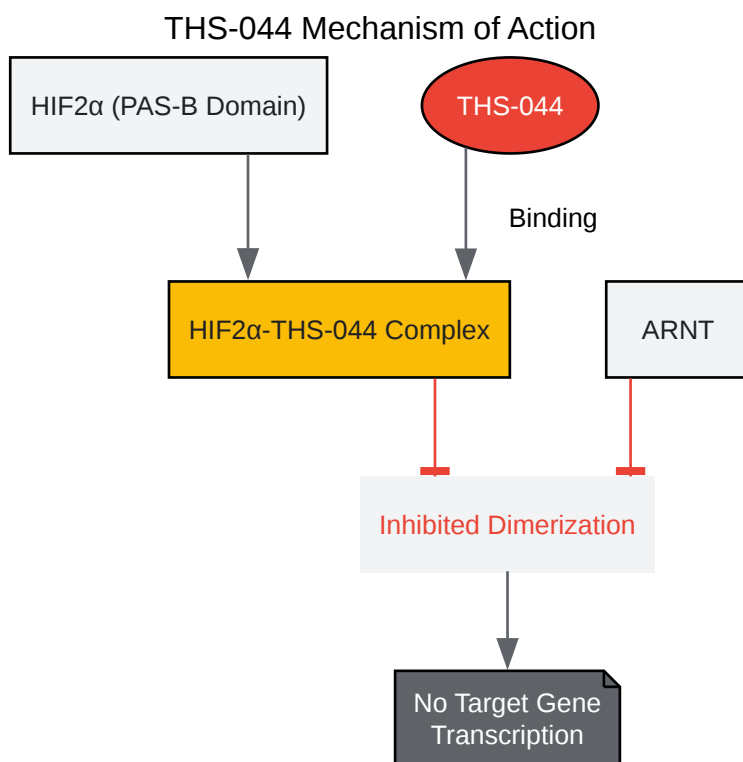 THS-044 Mechanism of Action
HIF2α (PAS-B Domain)
THS-044
Binding
HIF2α-THS-044 Complex
ARNT
Inhibited Dimerization
No Target Gene
Transcription